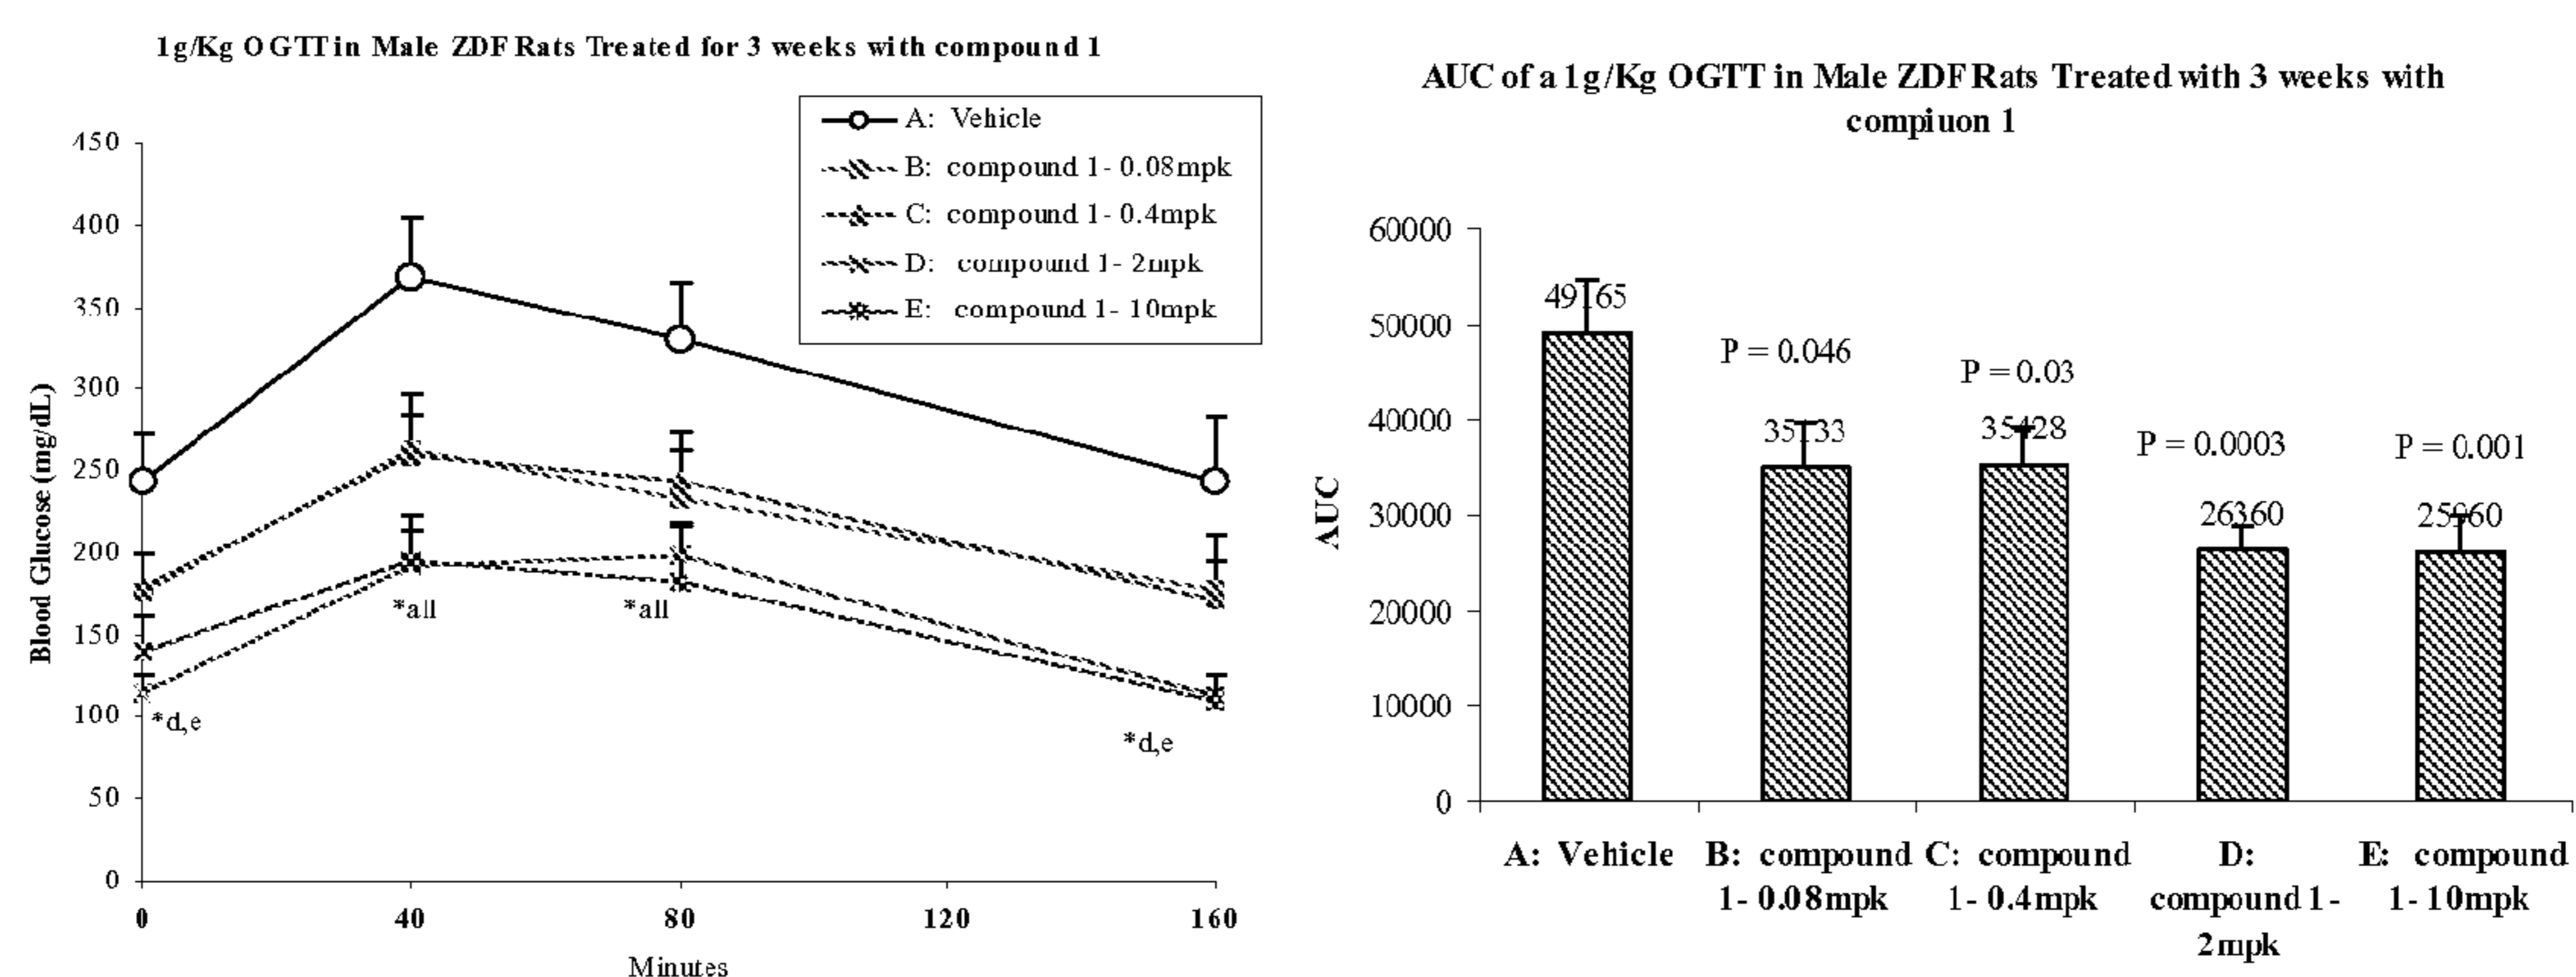 1g/Kg OGTT in Male ZDF Rats Treated for 3 weeks with compound 1
A: Vehicle
B: compound 1- 0.08mpk
C: compound 1- 0.4mpk
D: compound 1- 2mpk
E: compound 1- 10mpk
Blood Glucose (mg/dL)
450
400
350
300
250
200
150
100
50
0
*all
*all
*d,e
*d,e
0
40
80
120
160
Minutes
AUC of a 1g/Kg OGTT in Male ZDF Rats Treated with 3 weeks with
compiuon 1
AUC
60000
50000
40000
30000
20000
10000
0
49165
P = 0.046
35133
P = 0.03
35428
P = 0.0003
26360
P = 0.001
A: Vehicle
B: compound
1- 0.08mpk
C: compound
1- 0.4mpk
D:
compound 1-
2mpk
E: compound
1- 10mpk